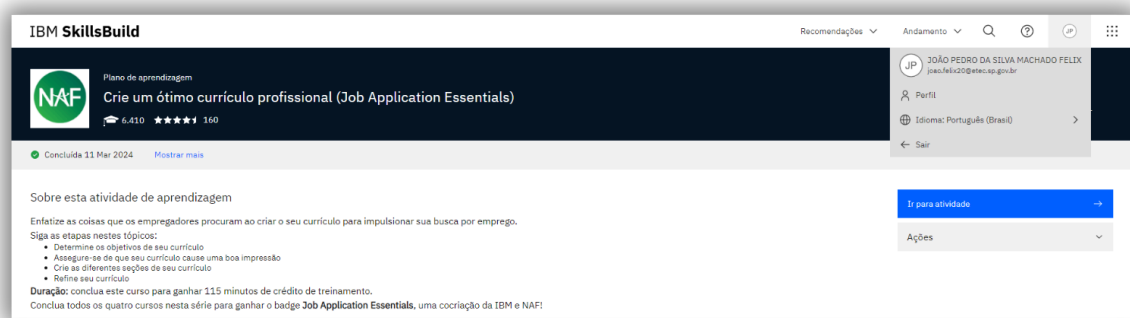 IBM SkillsBuild
Recomendações
Andamento
JP
JP
JOÃO PEDRO DA SILVA MACHADO FELIX
joao.felix20@etec.sp.gov.br
Perfil
Idioma: Português (Brasil)
Sair
NAF
Plano de aprendizagem
Crie um ótimo currículo profissional (Job Application Essentials)
6.410 160
Concluída 11 Mar 2024 Mostrar mais
Sobre esta atividade de aprendizagem
Enfatize as coisas que os empregadores procuram ao criar o seu currículo para impulsionar sua busca por emprego.
Siga as etapas nestes tópicos:
• Determine os objetivos de seu currículo
• Assegure-se de que seu currículo cause uma boa impressão
• Crie as diferentes seções de seu currículo
• Refine seu currículo
Duração: conclua este curso para ganhar 115 minutos de crédito de treinamento.
Conclua todos os quatro cursos nesta série para ganhar o badge Job Application Essentials, uma cocriação da IBM e NAF!
Ir para atividade
Ações